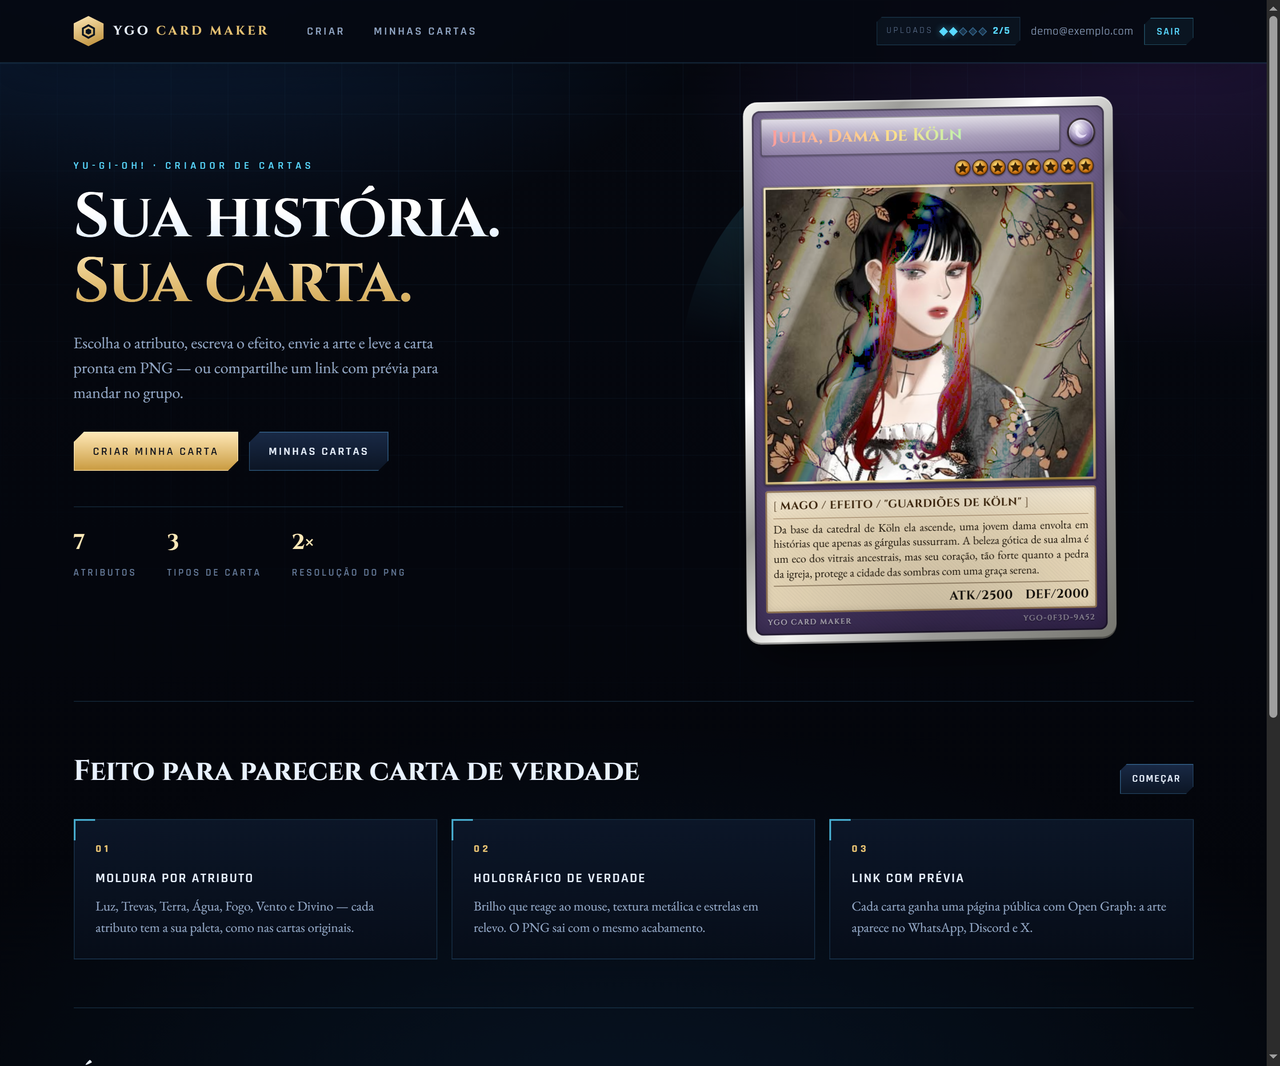 YGO CARD MAKER
CRIAR
MINHAS CARTAS
UPLOADS 2/5
demo@exemplo.com
SAIR
YU-GI-OH! · CRIADOR DE CARTAS
SUA HISTÓRIA.
SUA CARTA.
Escolha o atributo, escreva o efeito, envie a arte e leve a carta
pronta em PNG — ou compartilhe um link com prévia para
mandar no grupo.
CRIAR MINHA CARTA
MINHAS CARTAS
7
ATRIBUTOS
3
TIPOS DE CARTA
2×
RESOLUÇÃO DO PNG
JULIA, DAMA DE KÖLN
[ MAGO / EFEITO / "GUARDIÕES DE KÖLN" ]
Da base da catedral de Köln ela ascende, uma jovem dama envolta em
histórias que apenas as gárgulas sussurram. A beleza gótica de sua alma é
um eco dos vitrais ancestrais, mas seu coração, tão forte quanto a pedra
da igreja, protege a cidade das sombras com uma graça serena.
ATK/2500 DEF/2000
YGO CARD MAKER
YGO-0F3D-9A52
FEITO PARA PARECER CARTA DE VERDADE
COMEÇAR
01
MOLDURA POR ATRIBUTO
Luz, Trevas, Terra, Água, Fogo, Vento e Divino — cada
atributo tem a sua paleta, como nas cartas originais.
02
HOLOGRÁFICO DE VERDADE
Brilho que reage ao mouse, textura metálica e estrelas em
relevo. O PNG sai com o mesmo acabamento.
03
LINK COM PRÉVIA
Cada carta ganha uma página pública com Open Graph: a arte
aparece no WhatsApp, Discord e X.